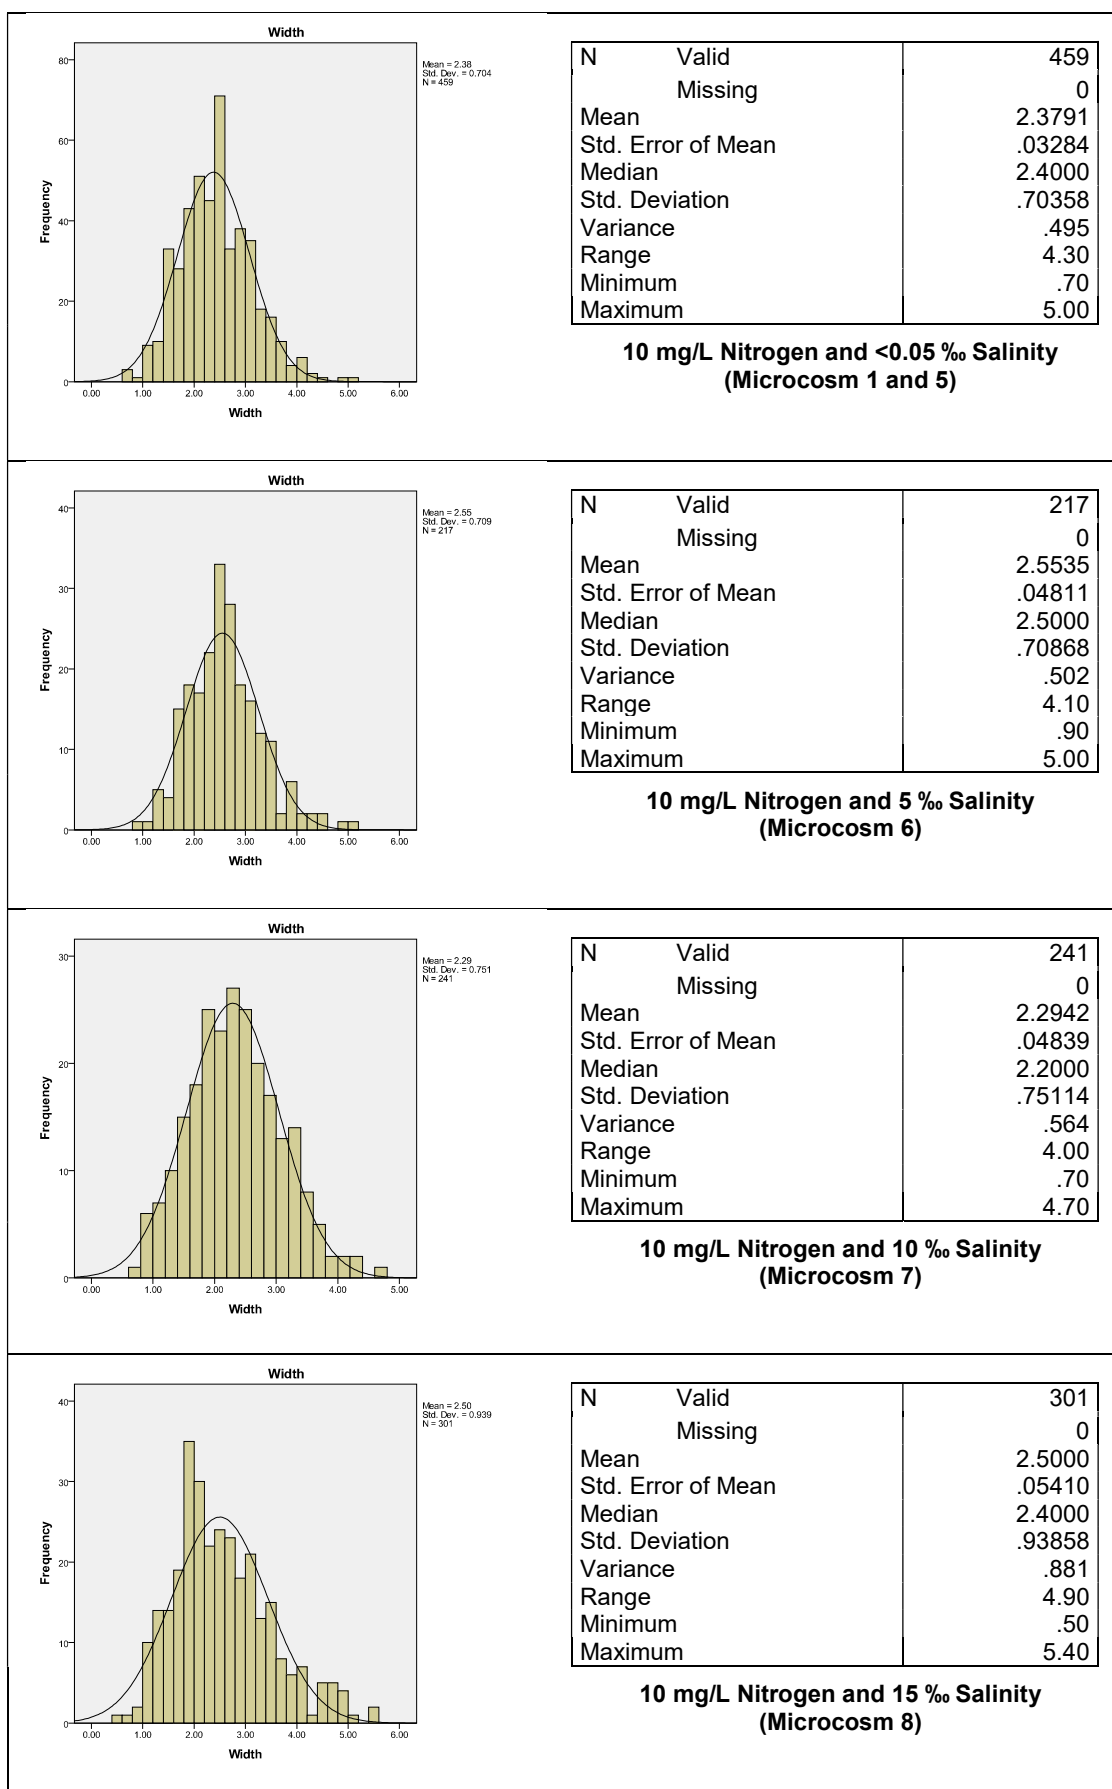 Width
Mean = 2.38
Std. Dev. = 0.704
N = 459
80
60
40
20
0
Frequency
0.00 1.00 2.00 3.00 4.00 5.00 6.00
Width
N Valid 459
Missing 0
Mean 2.3791
Std. Error of Mean .03284
Median 2.4000
Std. Deviation .70358
Variance .495
Range 4.30
Minimum .70
Maximum 5.00
10 mg/L Nitrogen and <0.05 ‰ Salinity
(Microcosm 1 and 5)
Width
Mean = 2.55
Std. Dev. = 0.709
N = 217
40
30
20
10
0
Frequency
0.00 1.00 2.00 3.00 4.00 5.00 6.00
Width
N Valid 217
Missing 0
Mean 2.5535
Std. Error of Mean .04811
Median 2.5000
Std. Deviation .70868
Variance .502
Range 4.10
Minimum .90
Maximum 5.00
10 mg/L Nitrogen and 5 ‰ Salinity
(Microcosm 6)
Width
Mean = 2.29
Std. Dev. = 0.751
N = 241
30
20
10
0
Frequency
0.00 1.00 2.00 3.00 4.00 5.00
Width
N Valid 241
Missing 0
Mean 2.2942
Std. Error of Mean .04839
Median 2.2000
Std. Deviation .75114
Variance .564
Range 4.00
Minimum .70
Maximum 4.70
10 mg/L Nitrogen and 10 ‰ Salinity
(Microcosm 7)
Width
Mean = 2.50
Std. Dev. = 0.939
N = 301
40
30
20
10
0
Frequency
0.00 1.00 2.00 3.00 4.00 5.00 6.00
Width
N Valid 301
Missing 0
Mean 2.5000
Std. Error of Mean .05410
Median 2.4000
Std. Deviation .93858
Variance .881
Range 4.90
Minimum .50
Maximum 5.40
10 mg/L Nitrogen and 15 ‰ Salinity
(Microcosm 8)